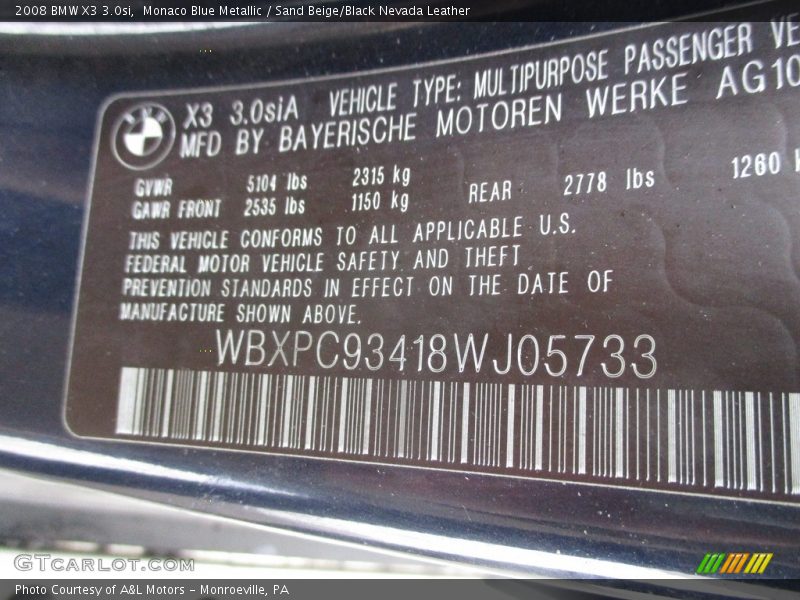 2008 BMW X3 3.0si, Monaco Blue Metallic / Sand Beige/Black Nevada Leather
BMW
X3 3.0siA VEHICLE TYPE: MULTIPURPOSE PASSENGER VE
MFD BY BAYERISCHE MOTOREN WERKE AG10
GVWR 5104 lbs 2315 kg
GAWR FRONT 2535 lbs 1150 kg REAR 2778 lbs 1260 k
THIS VEHICLE CONFORMS TO ALL APPLICABLE U.S.
FEDERAL MOTOR VEHICLE SAFETY AND THEFT
PREVENTION STANDARDS IN EFFECT ON THE DATE OF
MANUFACTURE SHOWN ABOVE.
WBXPC93418WJ05733
GTCARLOT.COM
Photo Courtesy of A&L Motors - Monroeville, PA